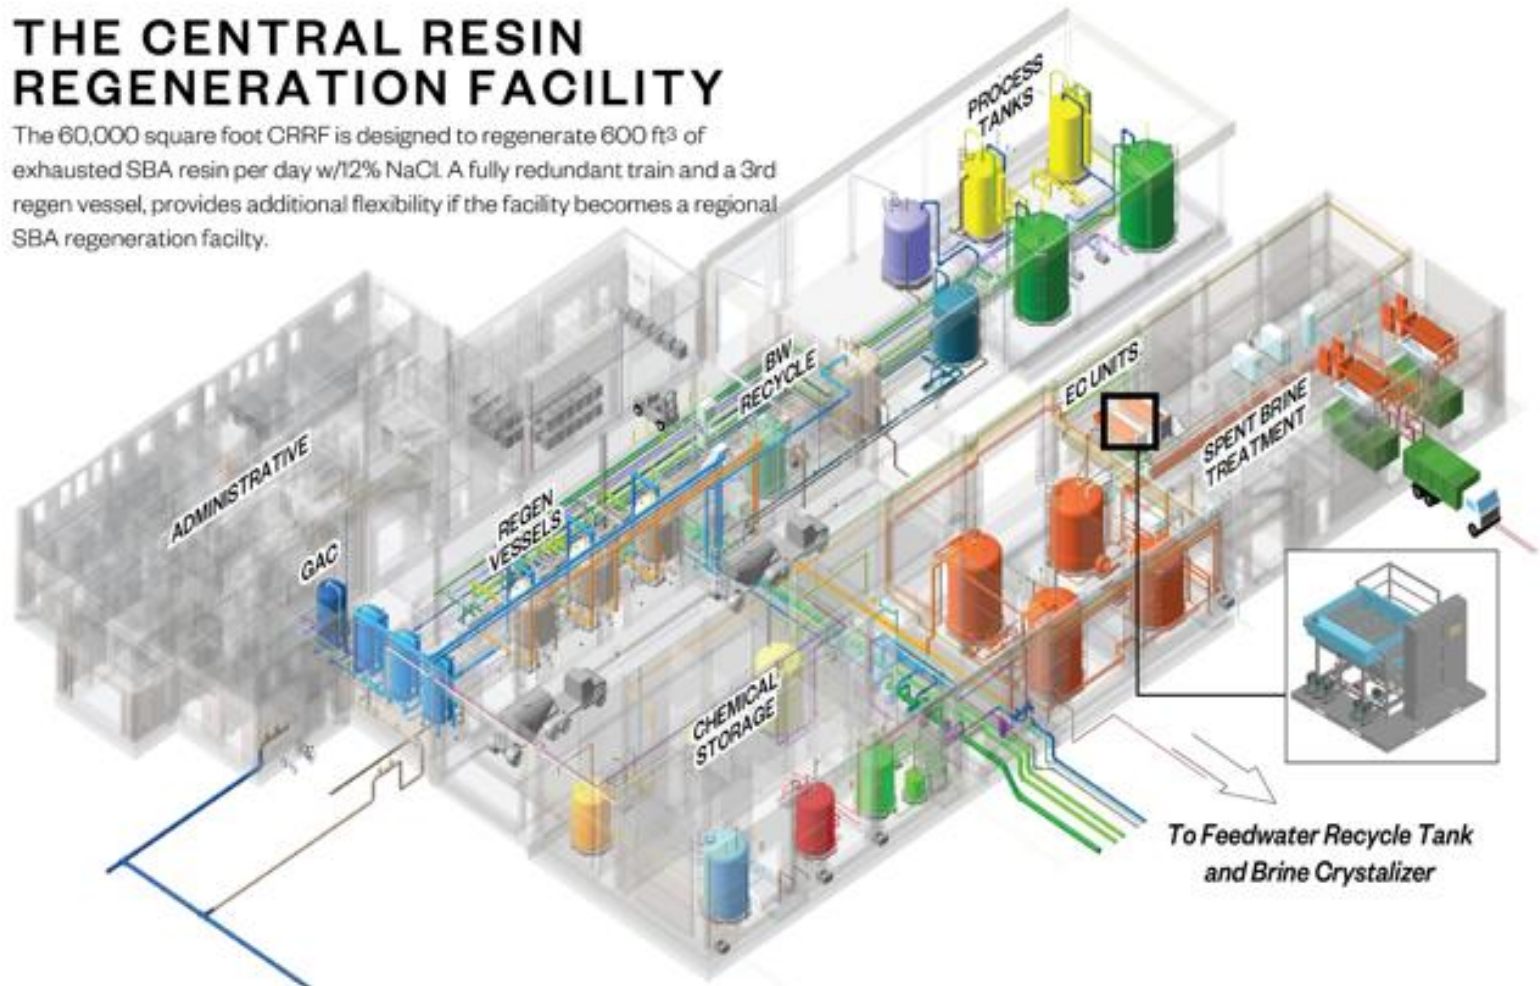 THE CENTRAL RESIN
REGENERATION FACILITY
The 60,000 square foot CRRF is designed to regenerate 600 ft³ of
exhausted SBA resin per day w/12% NaCl. A fully redundant train and a 3rd
regen vessel, provides additional flexibility if the facility becomes a regional
SBA regeneration facilty.
PROCESS
TANKS
BW
RECYCLE
EC UNITS
SPENT BRINE
TREATMENT
ADMINISTRATIVE
REGEN
VESSELS
GAC
CHEMICAL
STORAGE
To Feedwater Recycle Tank
and Brine Crystalizer